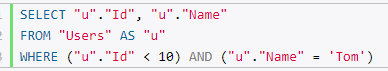 SELECT "u"."Id", "u"."Name"
FROM "Users" AS "u"
WHERE ("u"."Id" < 10) AND ("u"."Name" = 'Tom')